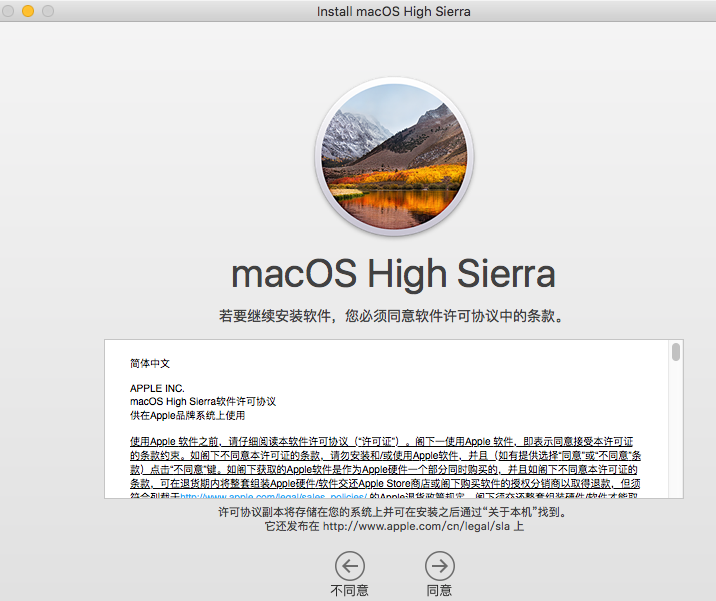 Install macOS High Sierra
macOS High Sierra
若要继续安装软件，您必须同意软件许可协议中的条款。
简体中文
APPLE INC.
macOS High Sierra软件许可协议
供在Apple品牌系统上使用
使用Apple 软件之前，请仔细阅读本软件许可协议（“许可证”）。阁下一使用Apple 软件，即表示同意接受本许可证
的条款约束。如阁下不同意本许可证的条款，请勿安装和/或使用Apple软件，并且（如有提供选择“同意”或“不同意”条
款）点击“不同意”键。如阁下获取的Apple软件是作为Apple硬件一个部分同时购买的，并且如阁下不同意本许可证的
条款，可在退货期内将整套组装Apple硬件/软件交还Apple Store商店或阁下购买软件的授权分销商以取得退款，但须
符合列载于http://www.apple.com/legal/sales_policies/ 的Apple退货政策规定。阁下须交还整套组装硬件/软件才能取
许可协议副本将存储在您的系统上并可在安装之后通过“关于本机”找到。
它还发布在 http://www.apple.com/cn/legal/sla 上
不同意
同意